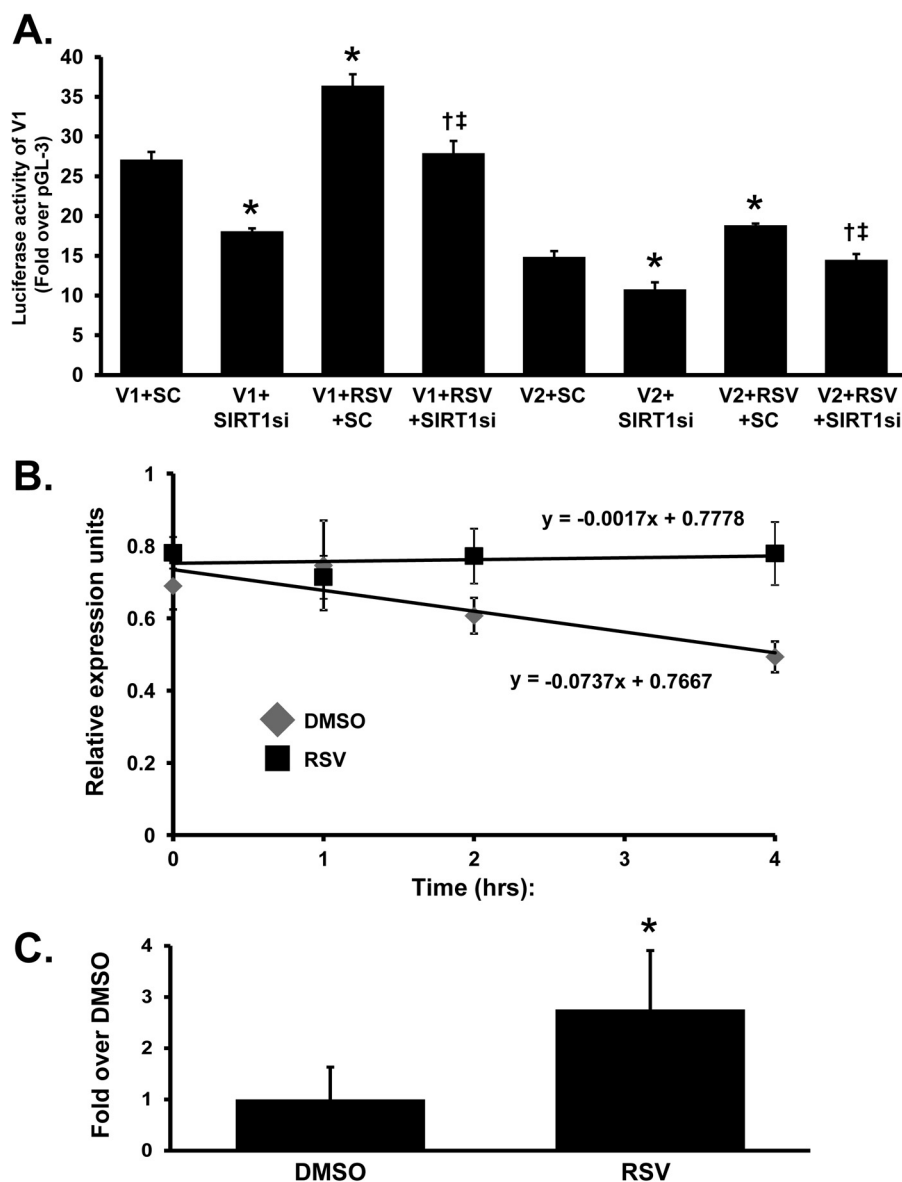 A.
Luciferase activity of V1
(Fold over pGL-3)
40
35
30
25
20
15
10
5
0
*
*
†‡
*
*
†‡
V1+SC
V1+
SIRT1si
V1+RSV
+SC
V1+RSV
+SIRT1si
V2+SC
V2+
SIRT1si
V2+RSV
+SC
V2+RSV
+SIRT1si
B.
Relative expression units
1
0.8
0.6
0.4
0.2
0
y = -0.0017x + 0.7778
y = -0.0737x + 0.7667
DMSO
RSV
0
1
2
3
4
Time (hrs):
C.
Fold over DMSO
4
3
2
1
0
*
DMSO
RSV